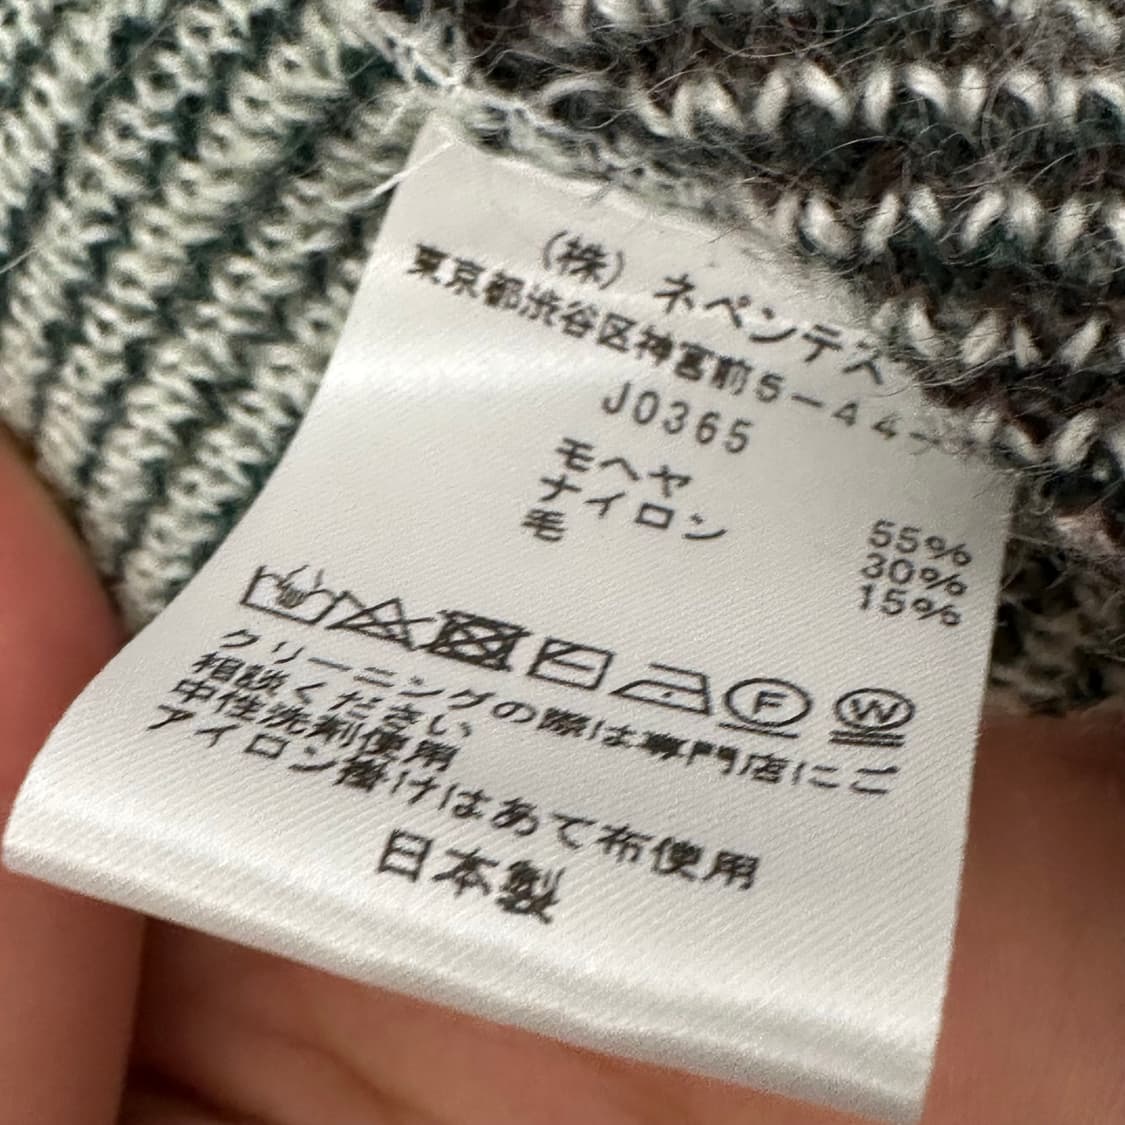 (株) ネペンテス
東京都渋谷区神宮前5-44
J0365
モヘヤ 55%
ナイロン 30%
毛 15%
F W
クリーニングの際は専門店にご
相談ください
中性洗剤使用
アイロン掛けはあて布使用
日本製